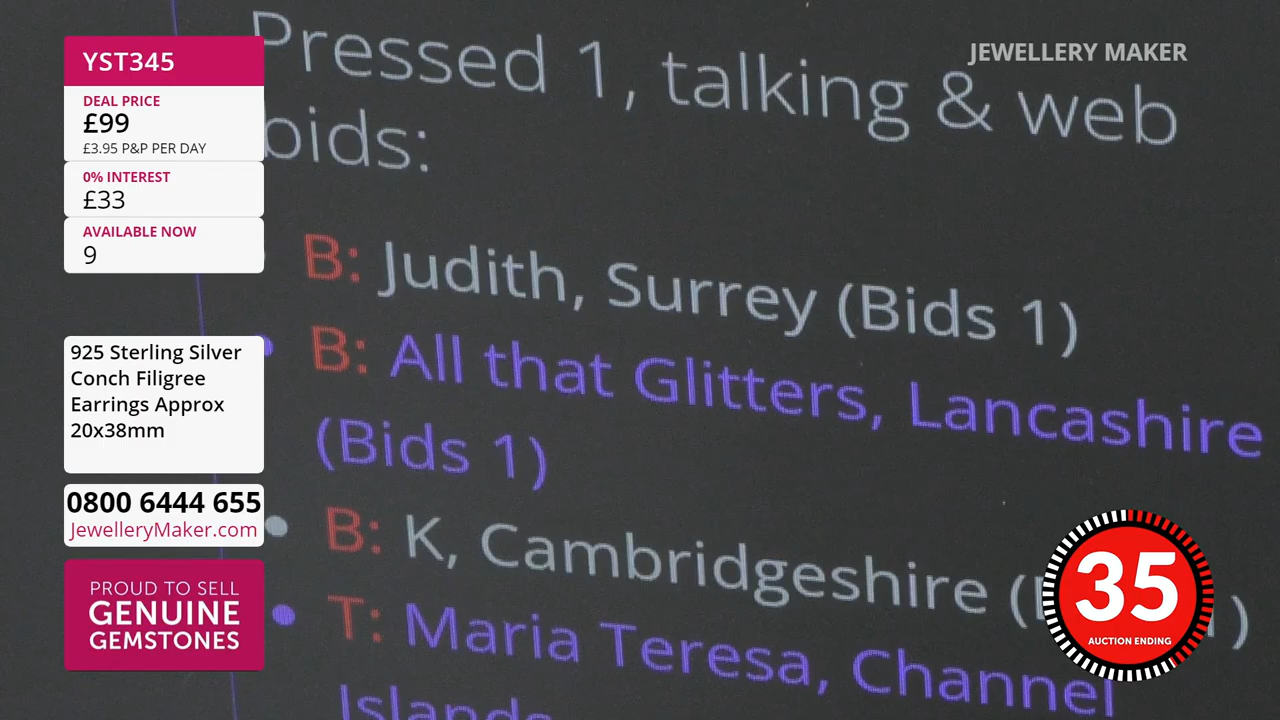 YST345
DEAL PRICE
£99
£3.95 P&P PER DAY
0% INTEREST
£33
AVAILABLE NOW
9
925 Sterling Silver
Conch Filigree
Earrings Approx
20x38mm
0800 6444 655
JewelleryMaker.com
PROUD TO SELL
GENUINE
GEMSTONES
JEWELLERY MAKER
Pressed 1, talking & web
bids:
B: Judith, Surrey (Bids 1)
B: All that Glitters, Lancashire
(Bids 1)
B: K, Cambridgeshire (
T: Maria Teresa, Channel
Islands
35
AUCTION ENDING